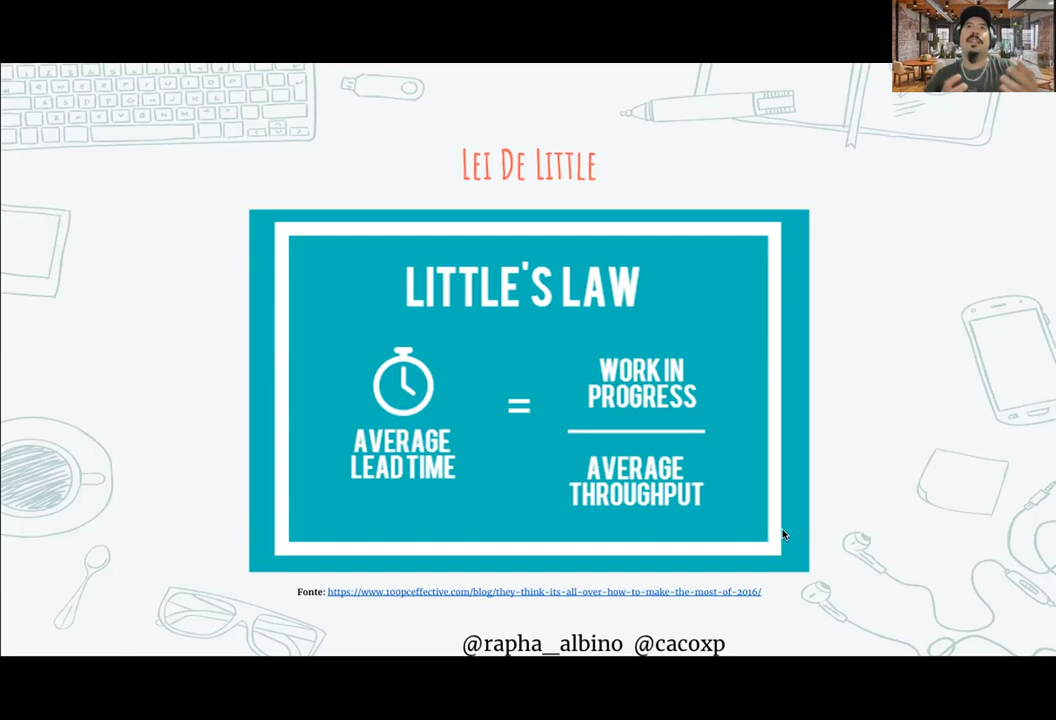 Lei De Little
LITTLE'S LAW
AVERAGE
LEAD TIME
=
WORK IN
PROGRESS
AVERAGE
THROUGHPUT
Fonte: https://www.100pceffective.com/blog/they-think-its-all-over-how-to-make-the-most-of-2016/
@rapha_albino @cacoxp